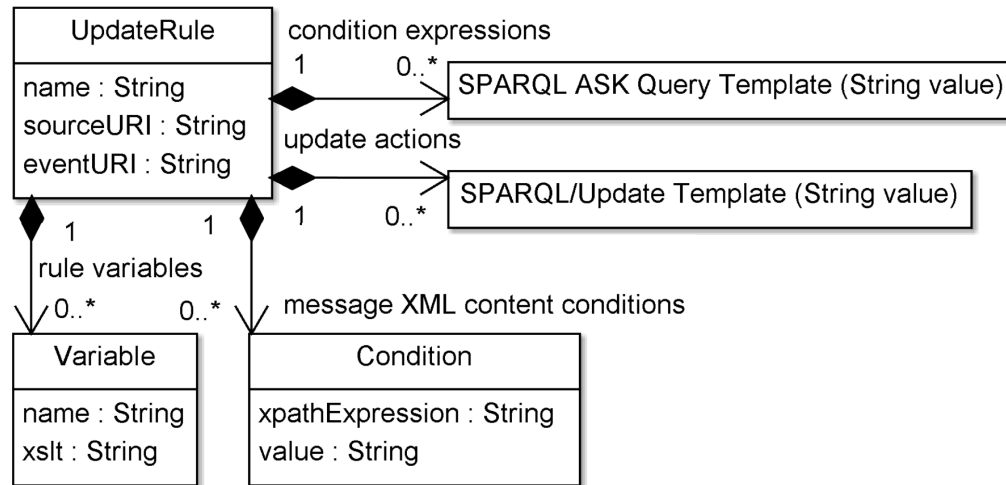 UpdateRule
name : String
sourceURI : String
eventURI : String
condition expressions
1
0..*
SPARQL ASK Query Template (String value)
update actions
1
0..*
SPARQL/Update Template (String value)
1
rule variables
0..*
1
0..*
message XML content conditions
Variable
name : String
xslt : String
Condition
xpathExpression : String
value : String